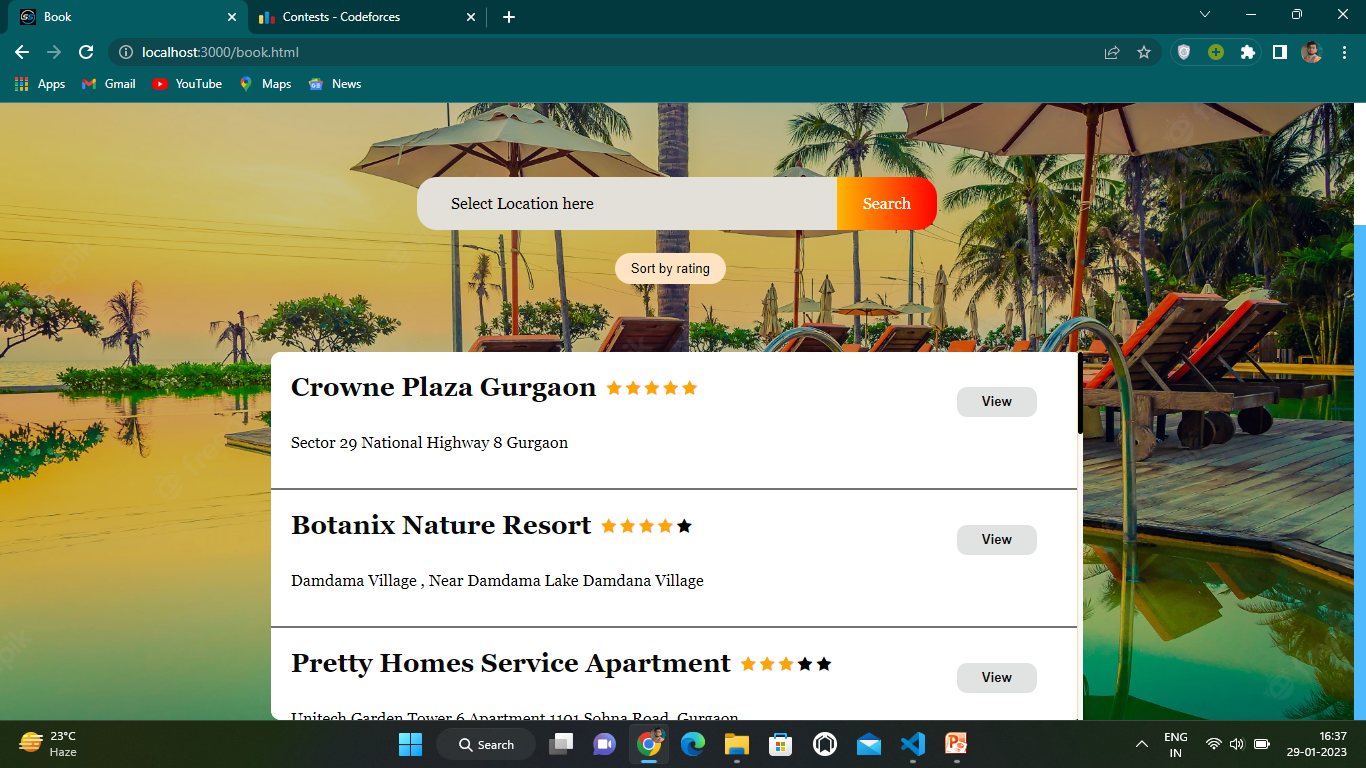 Book
Contests - Codeforces
localhost:3000/book.html
Apps
Gmail
YouTube
Maps
News
Select Location here
Search
Sort by rating
Crowne Plaza Gurgaon
View
Sector 29 National Highway 8 Gurgaon
Botanix Nature Resort
View
Damdama Village , Near Damdama Lake Damdana Village
Pretty Homes Service Apartment
View
Unitech Garden Tower 6 Apartment 1101 Sohna Road, Gurgaon
23°C
Haze
Search
ENG
IN
16:37
29-01-2023